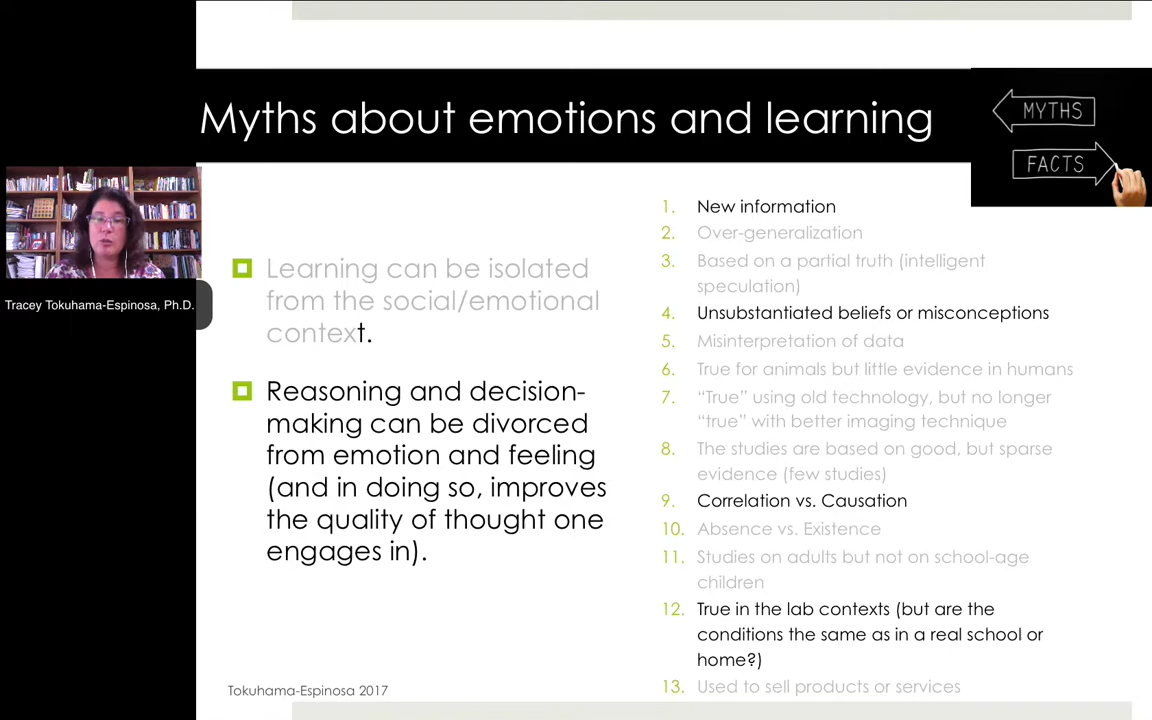 Myths about emotions and learning
MYTHS
FACTS
Tracey Tokuhama-Espinosa, Ph.D.
Learning can be isolated
from the social/emotional
context.
Reasoning and decision-
making can be divorced
from emotion and feeling
(and in doing so, improves
the quality of thought one
engages in).
1. New information
2. Over-generalization
3. Based on a partial truth (intelligent
speculation)
4. Unsubstantiated beliefs or misconceptions
5. Misinterpretation of data
6. True for animals but little evidence in humans
7. “True” using old technology, but no longer
“true” with better imaging technique
8. The studies are based on good, but sparse
evidence (few studies)
9. Correlation vs. Causation
10. Absence vs. Existence
11. Studies on adults but not on school-age
children
12. True in the lab contexts (but are the
conditions the same as in a real school or
home?)
13. Used to sell products or services
Tokuhama-Espinosa 2017